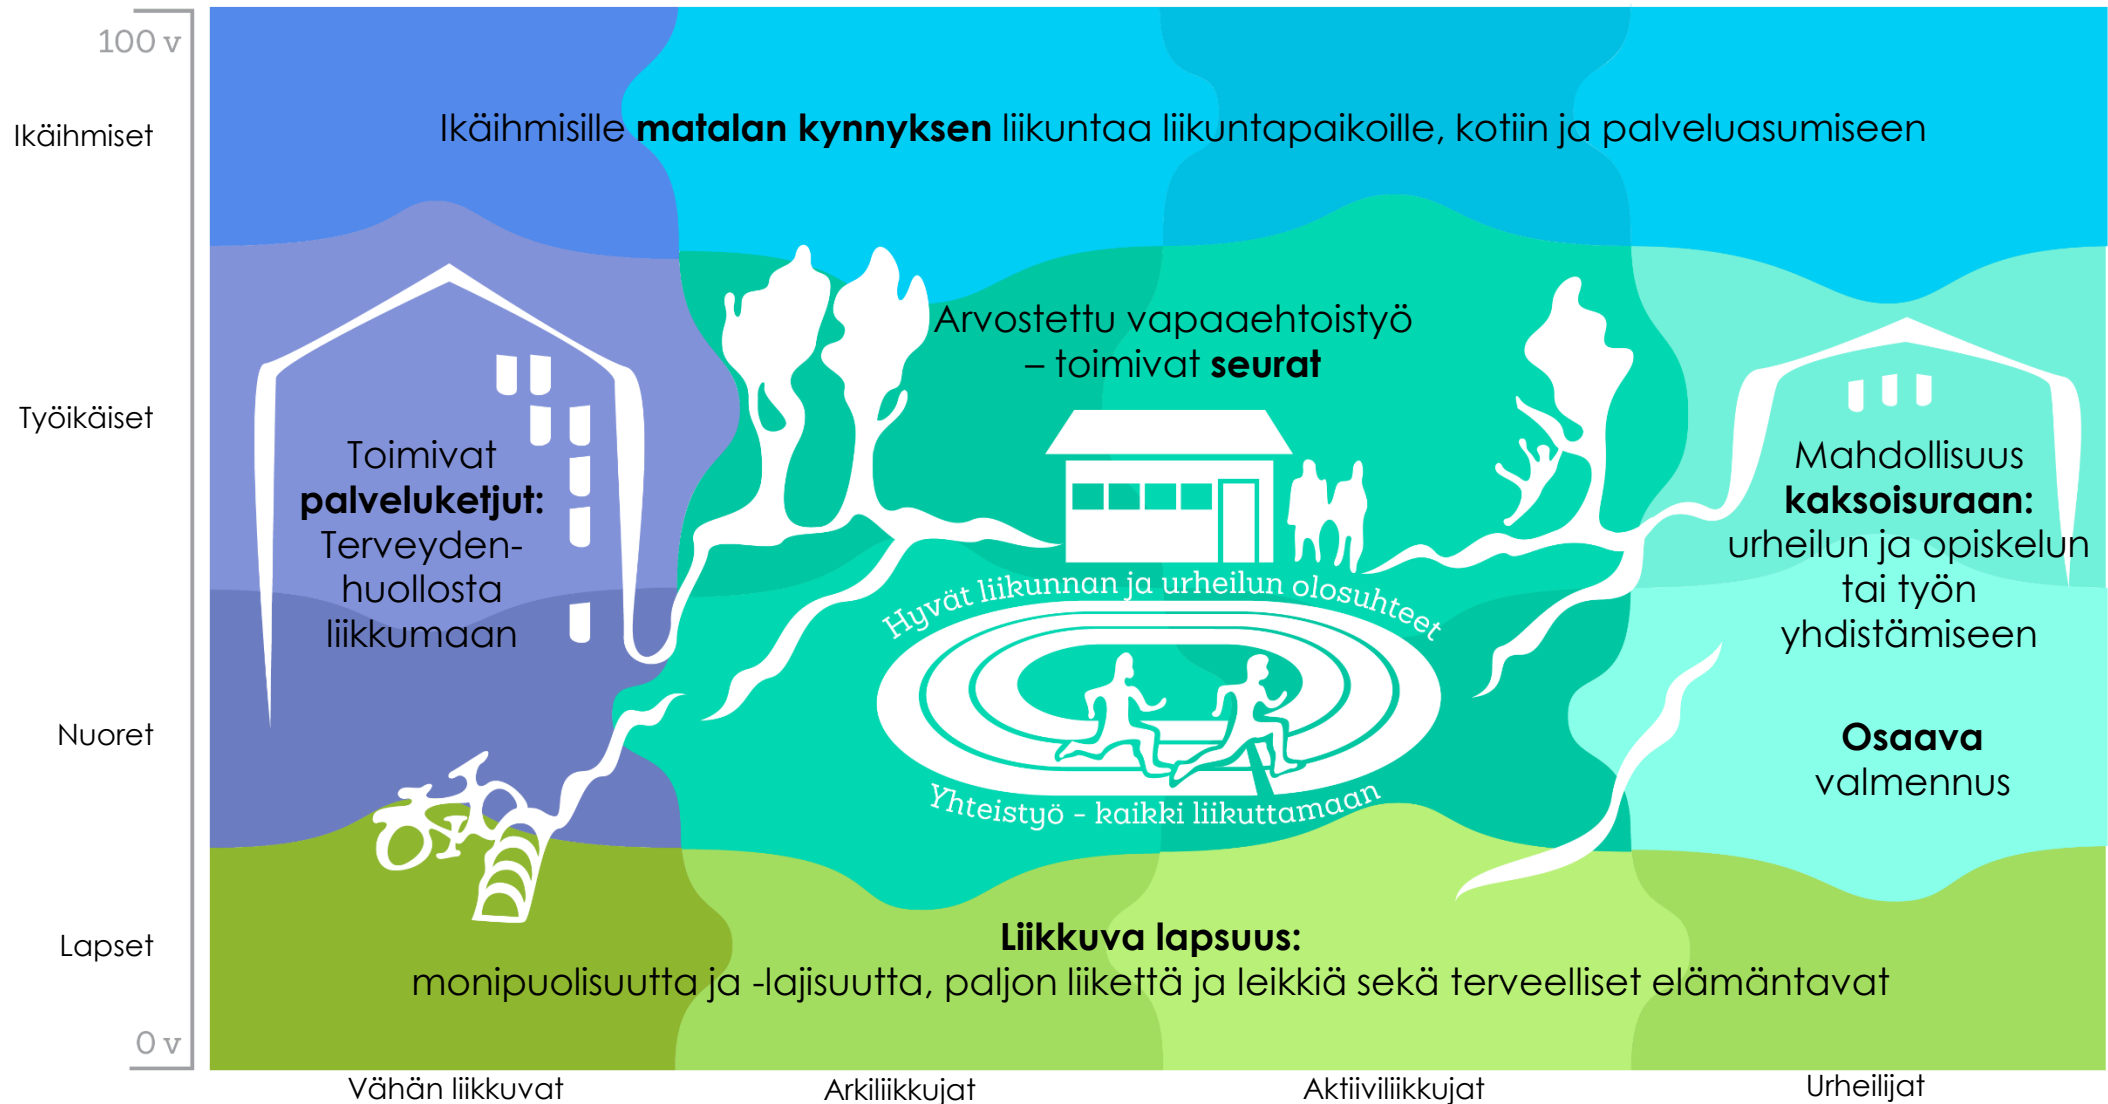 100 v
Ikäihmiset
Ikäihmisille matalan kynnyksen liikuntaa liikuntapaikoille, kotiin ja palveluasumiseen
Arvostettu vapaaehtoistyö
– toimivat seurat
Työikäiset
Toimivat
palveluketjut:
Terveyden-
huollosta
liikkumaan
Mahdollisuus
kaksoisuraan:
urheilun ja opiskelun
tai työn
yhdistämiseen
Hyvät liikunnan ja urheilun olosuhteet
Yhteistyö - kaikki liikuttamaan
Nuoret
Osaava
valmennus
Lapset
Liikkuva lapsuus:
monipuolisuutta ja -lajisuutta, paljon liikettä ja leikkiä sekä terveelliset elämäntavat
0 v
Vähän liikkuvat
Arkiliikkujat
Aktiiviliikkujat
Urheilijat